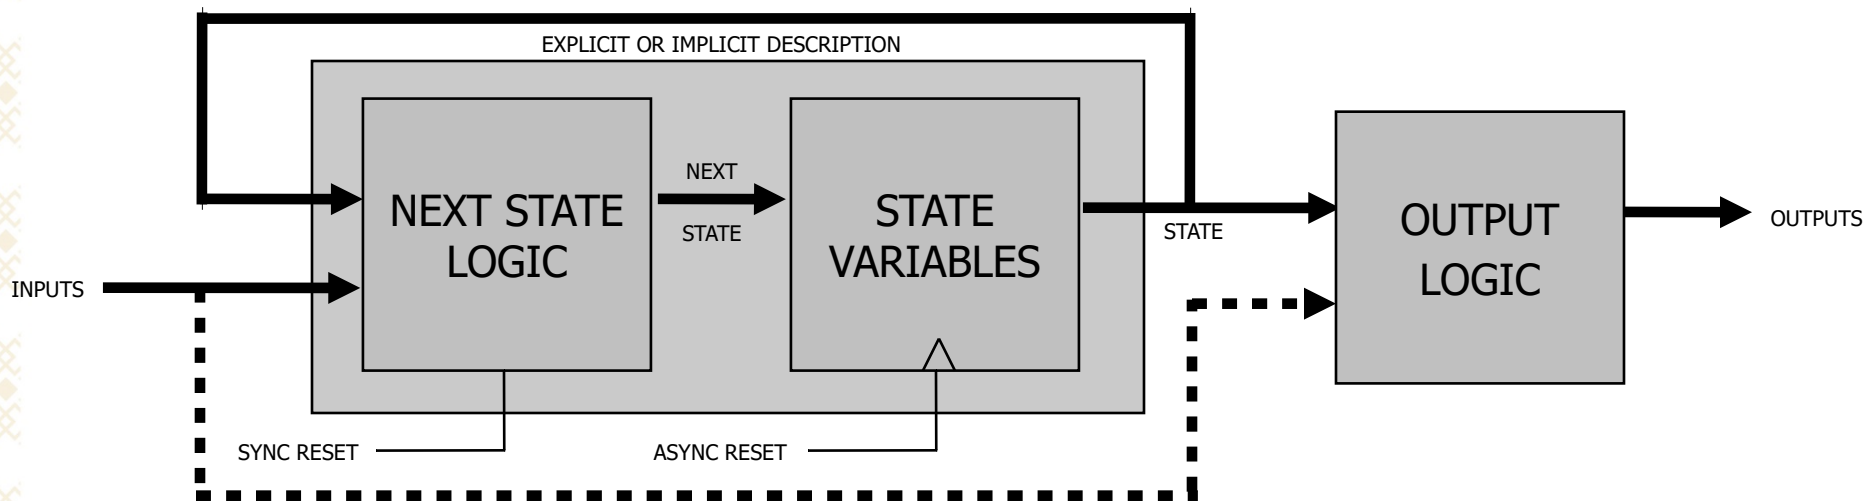 EXPLICIT OR IMPLICIT DESCRIPTION
NEXT STATE
LOGIC
NEXT
STATE
STATE
VARIABLES
STATE
OUTPUT
LOGIC
OUTPUTS
INPUTS
SYNC RESET
ASYNC RESET